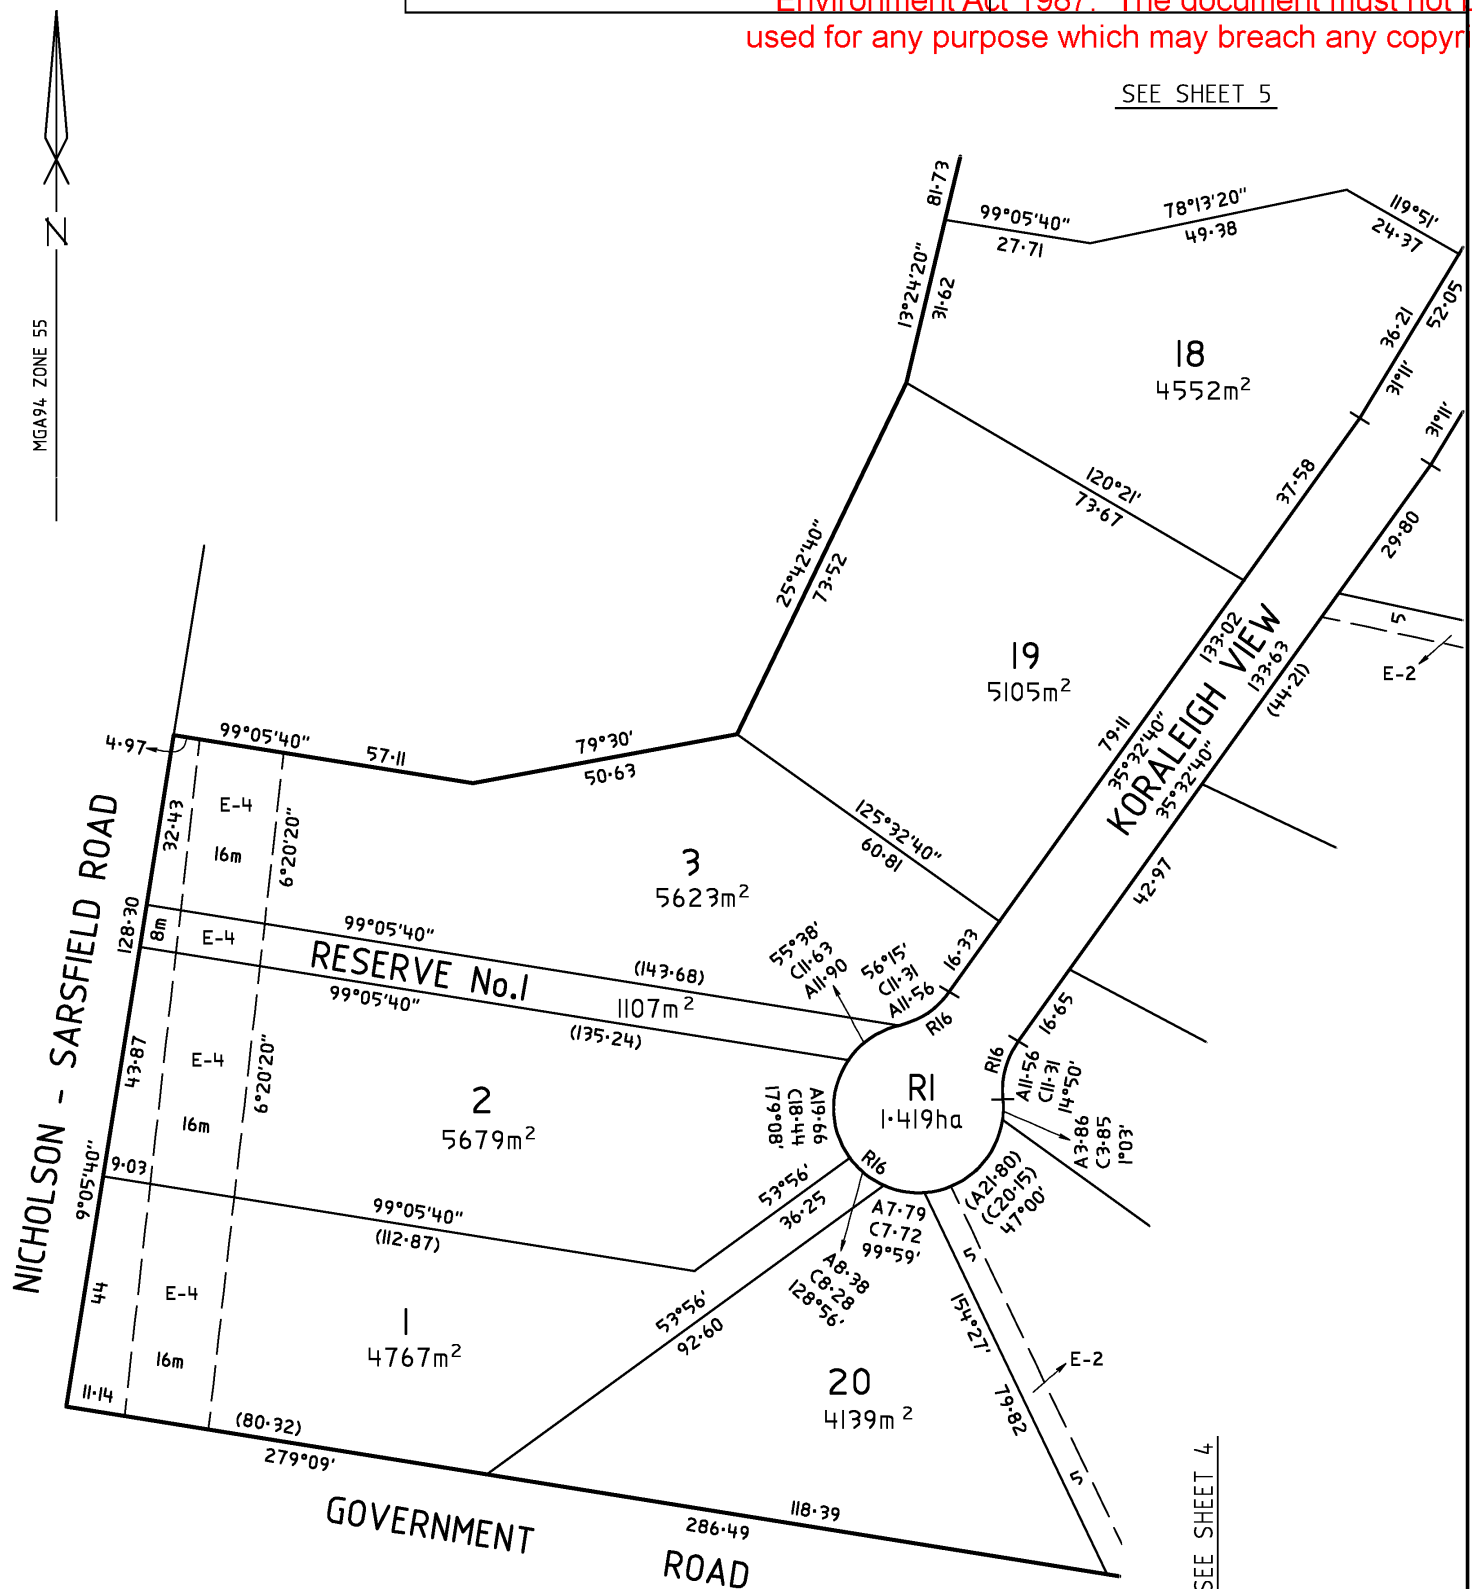 Environment Act 1987. The document must not
used for any purpose which may breach any copyr
SEE SHEET 5
N
MGA94 ZONE 55
81·73
99°05'40"
27·71
78°13'20"
49·38
119°51'
24·37
13°24'20"
31·62
18
4552m²
36·21
52·05
31°11'
31°11'
37·58
29·80
120°21'
73·67
25°42'40"
73·52
19
5105m²
133·02
133·63
(44·21)
79·11
35°32'40"
35°32'40"
KORALEIGH VIEW
5
E-2
42·97
4·97
99°05'40"
57·11
79°30'
50·63
32·43
E-4
16m
6°20'20"
3
5623m²
125°32'40"
60·81
16·33
16·65
NICHOLSON - SARSFIELD ROAD
128·30
8m
E-4
99°05'40"
(143·68)
RESERVE No.1
1107m²
99°05'40"
(135·24)
55°38'
C11·63
A11·90
56°15'
C11·31
A11·56
R16
R16
A11·56
C11·31
14°50'
43·87
E-4
16m
6°20'20"
2
5679m²
R1
1·419ha
A19·66
C18·44
179°08'
R16
A3·86
C3·85
1°03'
(A21·80)
(C20·15)
47°00'
9°05'40"
9·03
99°05'40"
(112·87)
53°56'
36·25
A7·79
C7·72
99°59'
A8·38
C8·28
128°56'
44
E-4
16m
1
4767m²
53°56'
92·60
5
154°27'
79·82
E-2
5
20
4139m²
11·14
(80·32)
279°09'
118·39
286·49
GOVERNMENT ROAD
SEE SHEET 4